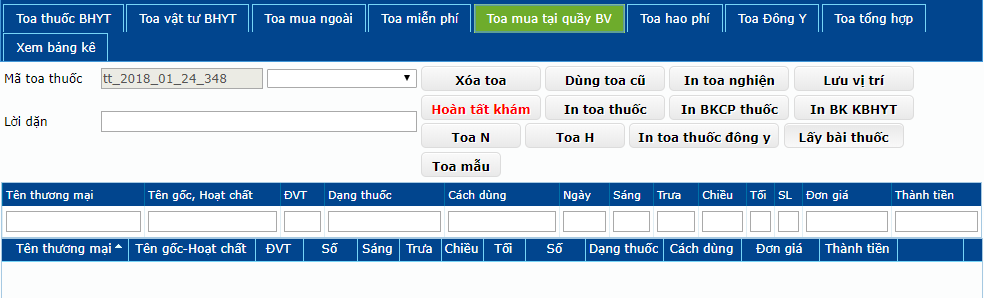 Toa thuốc BHYT Toa vật tư BHYT Toa mua ngoài Toa miễn phí Toa mua tại quầy BV Toa hao phí Toa Đông Y Toa tổng hợp
Xem bảng kê
Mã toa thuốc tt_2018_01_24_348 Xóa toa Dùng toa cũ In toa nghiện Lưu vị trí
Hoàn tất khám In toa thuốc In BKCP thuốc In BK KBHYT
Lời dặn
Toa N Toa H In toa thuốc đông y Lấy bài thuốc
Toa mẫu
Tên thương mại Tên gốc, Hoạt chất ĐVT Dạng thuốc Cách dùng Ngày Sáng Trưa Chiều Tối SL Đơn giá Thành tiền
Tên thương mại Tên gốc-Hoạt chất ĐVT Số Sáng Trưa Chiều Tối Số Dạng thuốc Cách dùng Đơn giá Thành tiền